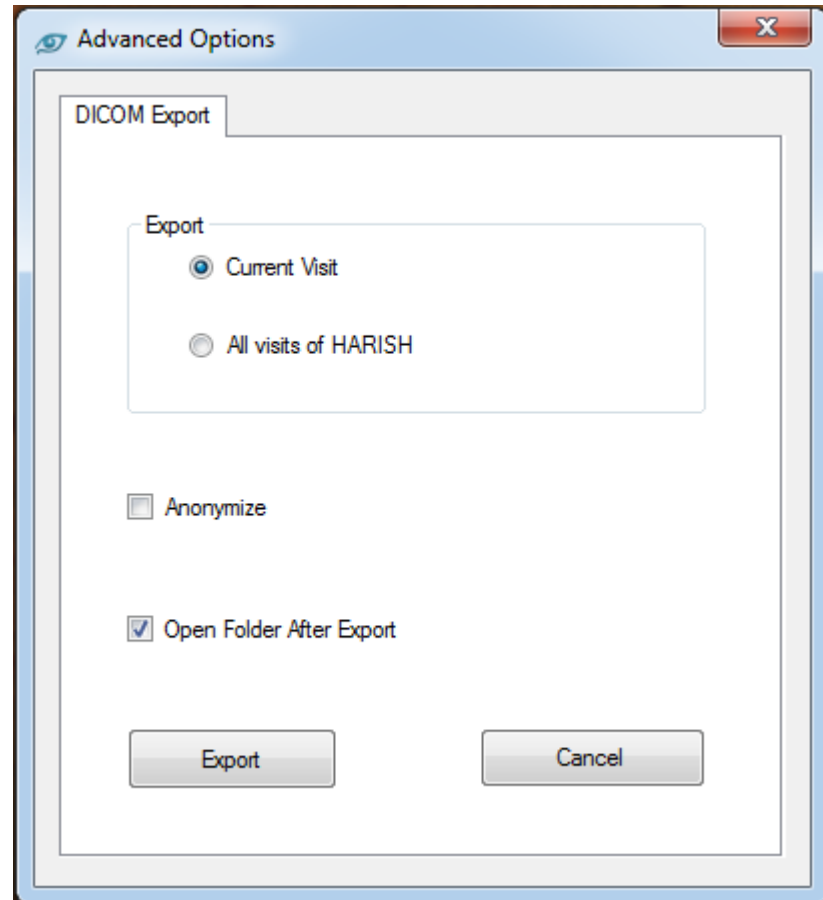 Advanced Options
DICOM Export
Export
Current Visit
All visits of HARISH
Anonymize
Open Folder After Export
Export Cancel